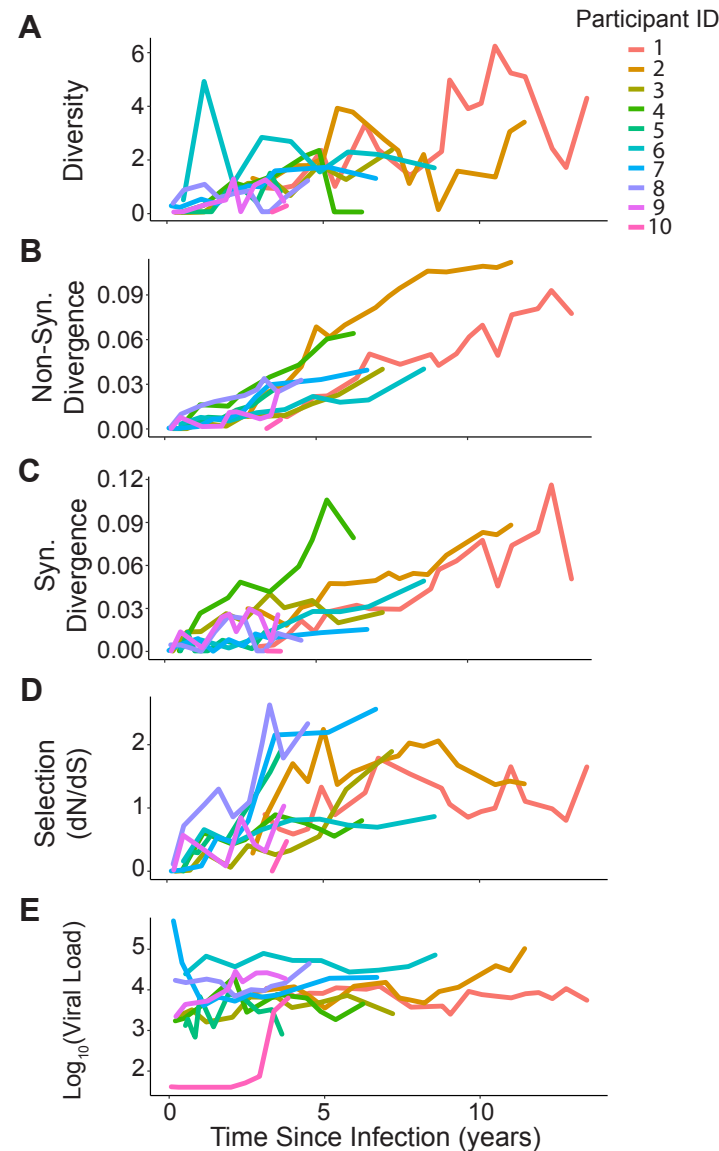 Participant ID
1
2
3
4
5
6
7
8
9
10
A
Diversity
6
4
2
0
B
Non-Syn.
Divergence
0.09
0.06
0.03
0.00
C
Syn.
Divergence
0.12
0.09
0.06
0.03
0.00
D
Selection
(dN/dS)
2
1
0
E
Log10(Viral Load)
5
4
3
2
0 5 10
Time Since Infection (years)